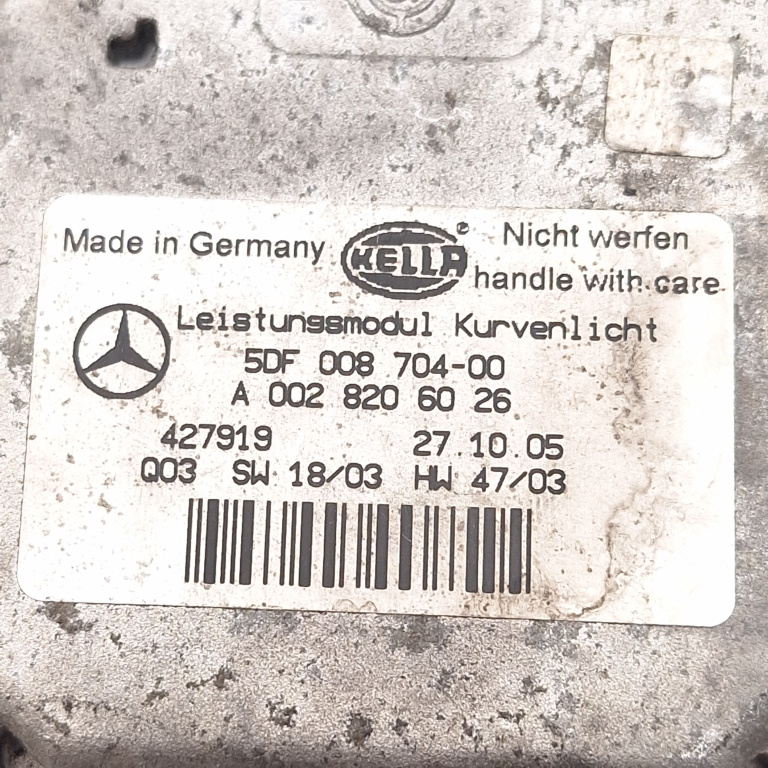 Made in Germany HELLA ® Nicht werfen
handle with care
Leistungsmodul Kurvenlicht
5DF 008 704-00
A 002 820 60 26
427919 27.10.05
Q03 SW 18/03 HW 47/03